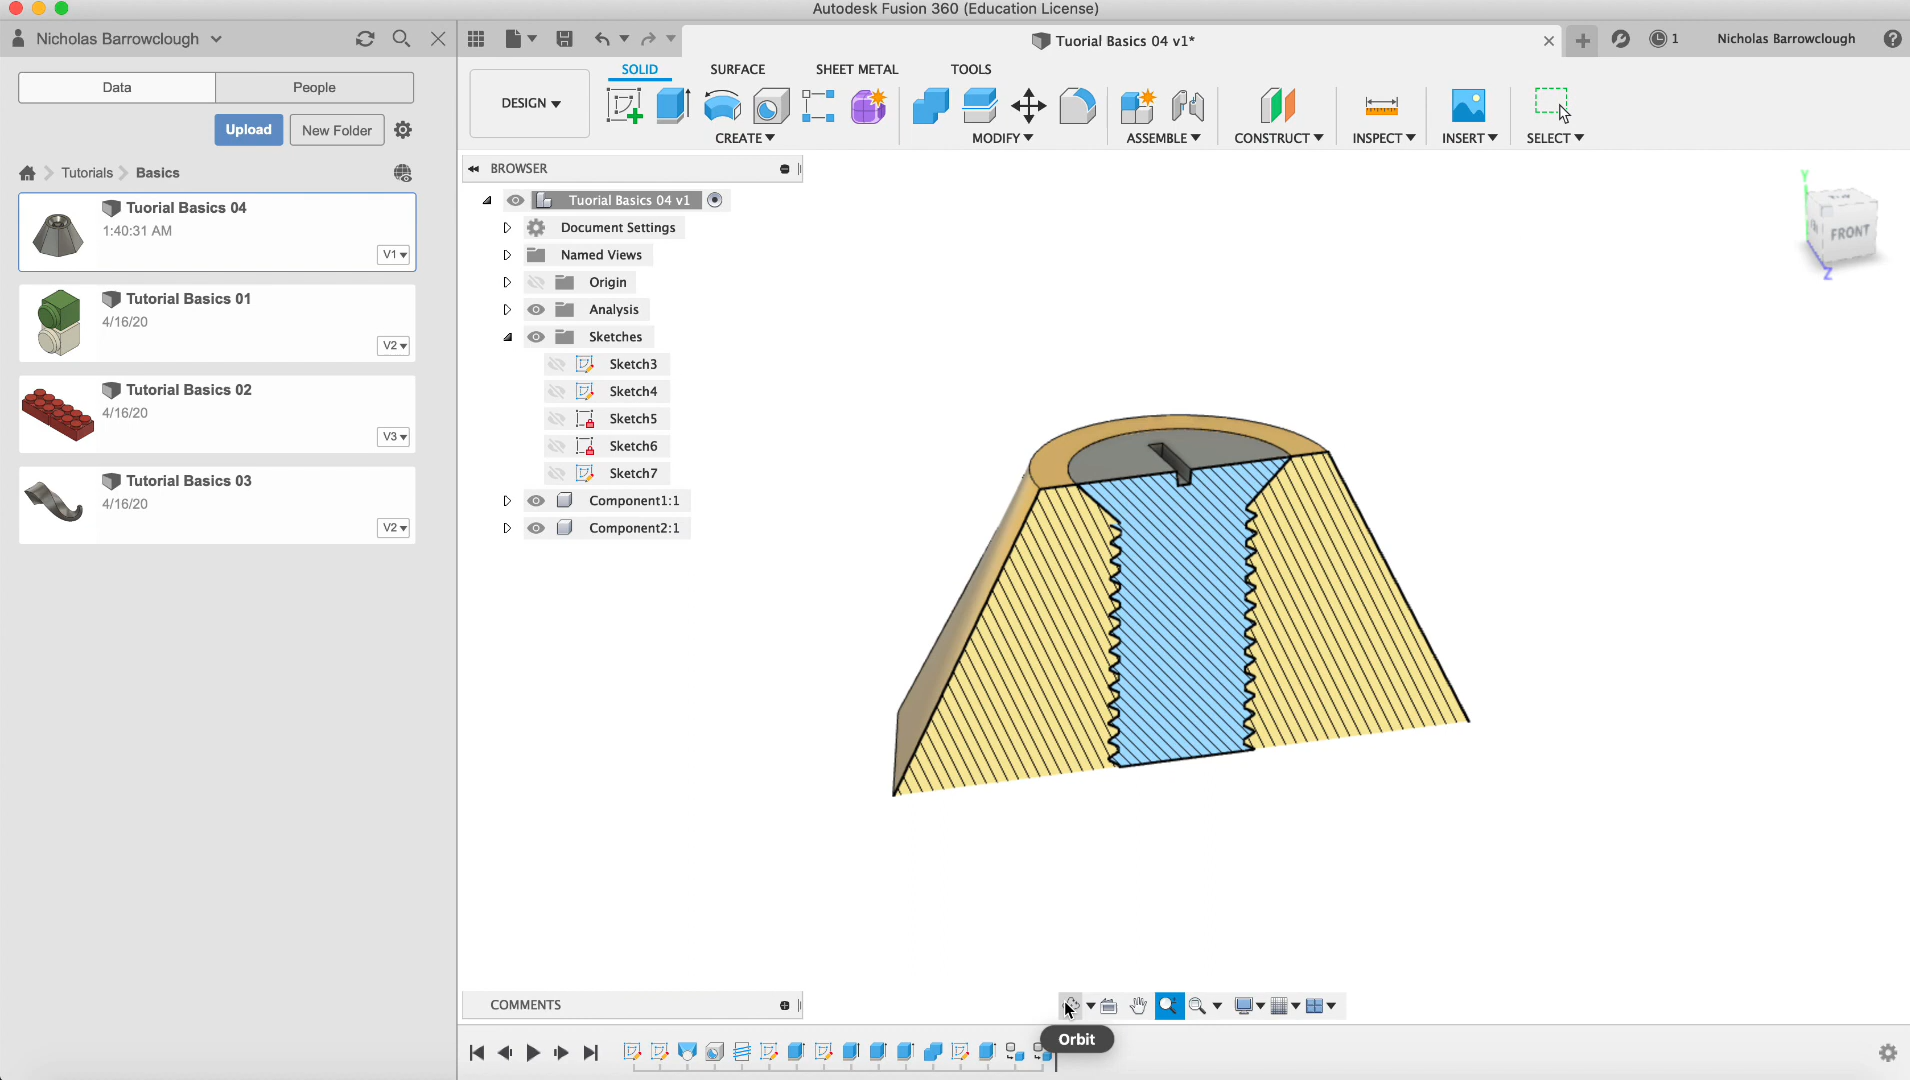 Autodesk Fusion 360 (Education License)
Nicholas Barrowclough
Tuorial Basics 04 v1*
1
Nicholas Barrowclough
Data
People
Upload
New Folder
Tutorials
Basics
Tuorial Basics 04
1:40:31 AM
V1
Tutorial Basics 01
4/16/20
V2
Tutorial Basics 02
4/16/20
V3
Tutorial Basics 03
4/16/20
V2
DESIGN
SOLID
SURFACE
SHEET METAL
TOOLS
CREATE
MODIFY
ASSEMBLE
CONSTRUCT
INSPECT
INSERT
SELECT
BROWSER
Tuorial Basics 04 v1
Document Settings
Named Views
Origin
Analysis
Sketches
Sketch3
Sketch4
Sketch5
Sketch6
Sketch7
Component1:1
Component2:1
Y
FRONT
Z
COMMENTS
Orbit